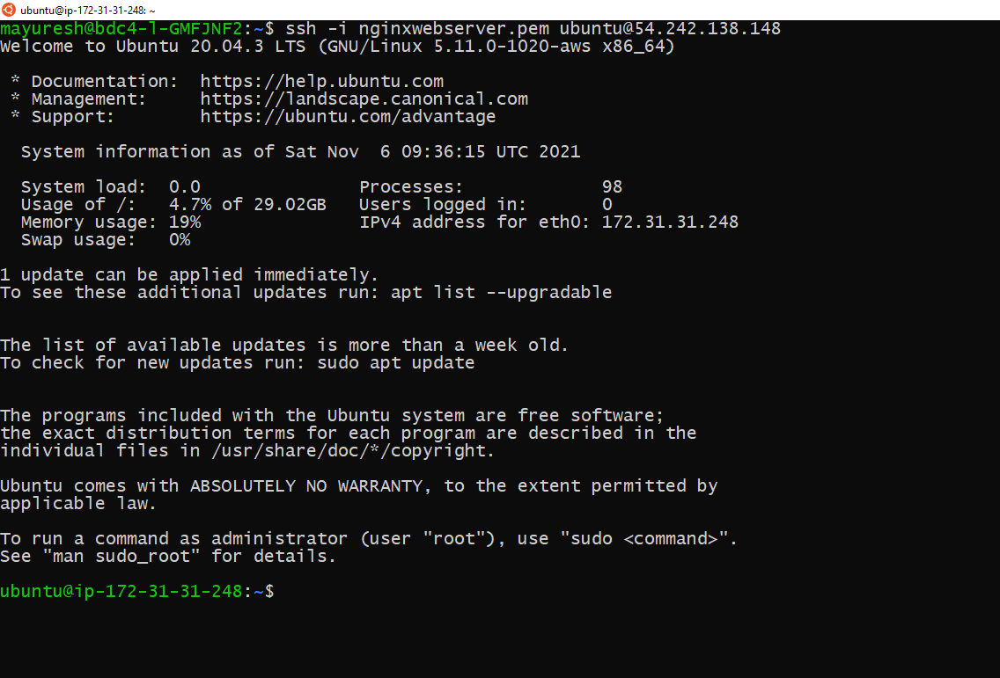 ubuntu@ip-172-31-31-248: ~
mayuresh@bdc4-l-GMFJNF2:~$ ssh -i nginxwebserver.pem ubuntu@54.242.138.148
Welcome to Ubuntu 20.04.3 LTS (GNU/Linux 5.11.0-1020-aws x86_64)

 * Documentation:  https://help.ubuntu.com
 * Management:     https://landscape.canonical.com
 * Support:        https://ubuntu.com/advantage

  System information as of Sat Nov  6 09:36:15 UTC 2021

  System load:  0.0               Processes:             98
  Usage of /:   4.7% of 29.02GB   Users logged in:       0
  Memory usage: 19%               IPv4 address for eth0: 172.31.31.248
  Swap usage:   0%

1 update can be applied immediately.
To see these additional updates run: apt list --upgradable

The list of available updates is more than a week old.
To check for new updates run: sudo apt update

The programs included with the Ubuntu system are free software;
the exact distribution terms for each program are described in the
individual files in /usr/share/doc/*/copyright.

Ubuntu comes with ABSOLUTELY NO WARRANTY, to the extent permitted by
applicable law.

To run a command as administrator (user "root"), use "sudo <command>".
See "man sudo_root" for details.

ubuntu@ip-172-31-31-248:~$